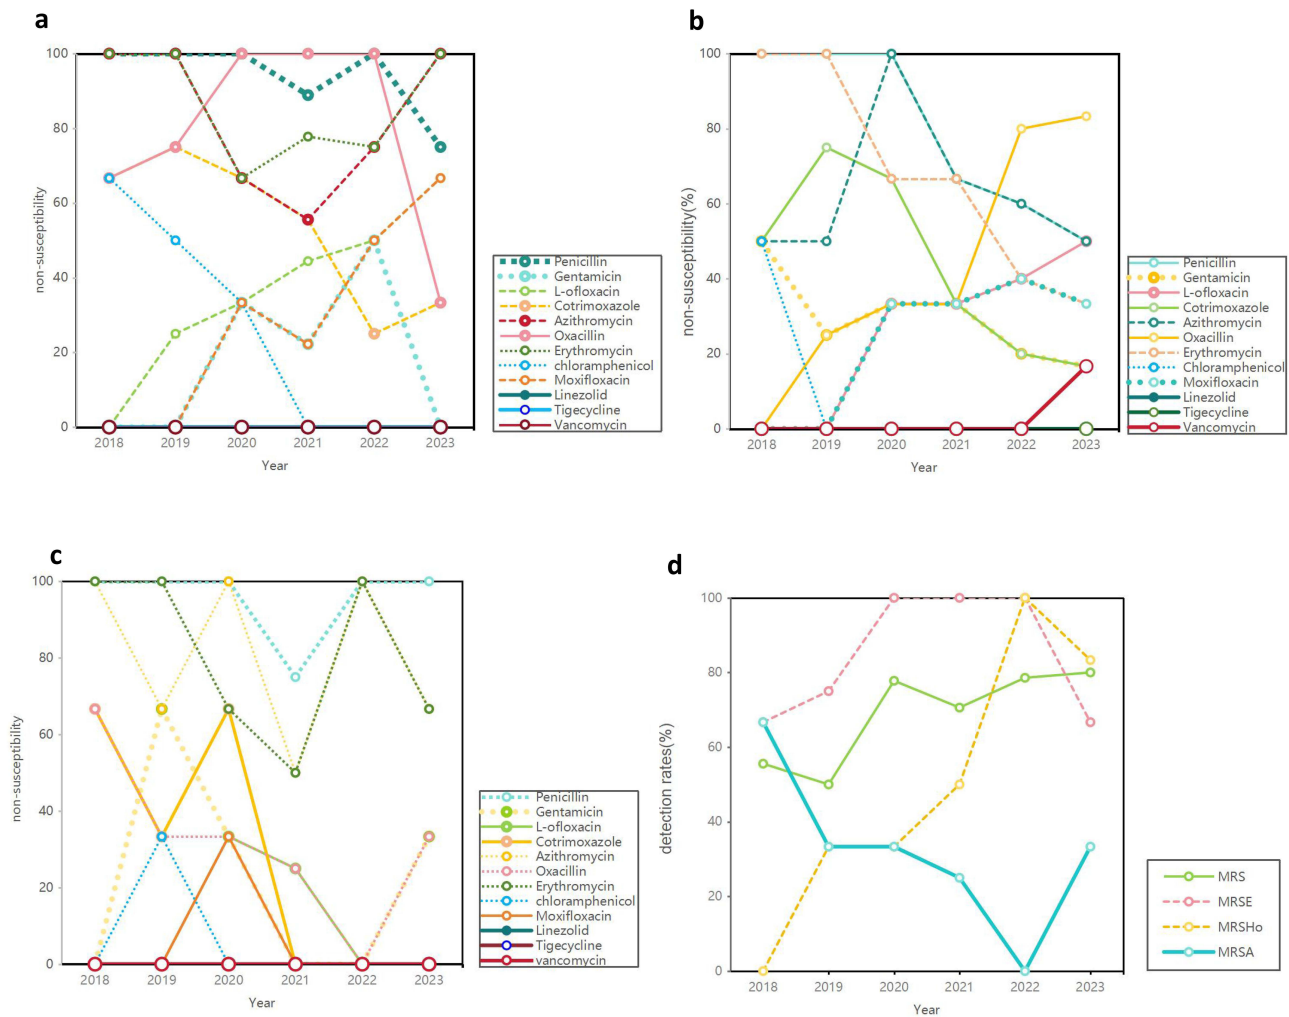 a
100
80
60
40
20
0
non-susceptibility
2018 2019 2020 2021 2022 2023
Year
Penicillin
Gentamicin
L-ofloxacin
Cotrimoxazole
Azithromycin
Oxacillin
Erythromycin
chloramphenicol
Moxifloxacin
Linezolid
Tigecycline
Vancomycin
b
100
80
60
40
20
0
non-susceptibility(%)
2018 2019 2020 2021 2022 2023
Year
Penicillin
Gentamicin
L-ofloxacin
Cotrimoxazole
Azithromycin
Oxacillin
Erythromycin
Chloramphenicol
Moxifloxacin
Linezolid
Tigecycline
Vancomycin
c
100
80
60
40
20
0
non-susceptibility
2018 2019 2020 2021 2022 2023
Year
Penicillin
Gentamicin
L-ofloxacin
Cotrimoxazole
Azithromycin
Oxacillin
Erythromycin
chloramphenicol
Moxifloxacin
Linezolid
Tigecycline
vancomycin
d
100
80
60
40
20
0
detection rates(%)
2018 2019 2020 2021 2022 2023
Year
MRS
MRSE
MRSHo
MRSA